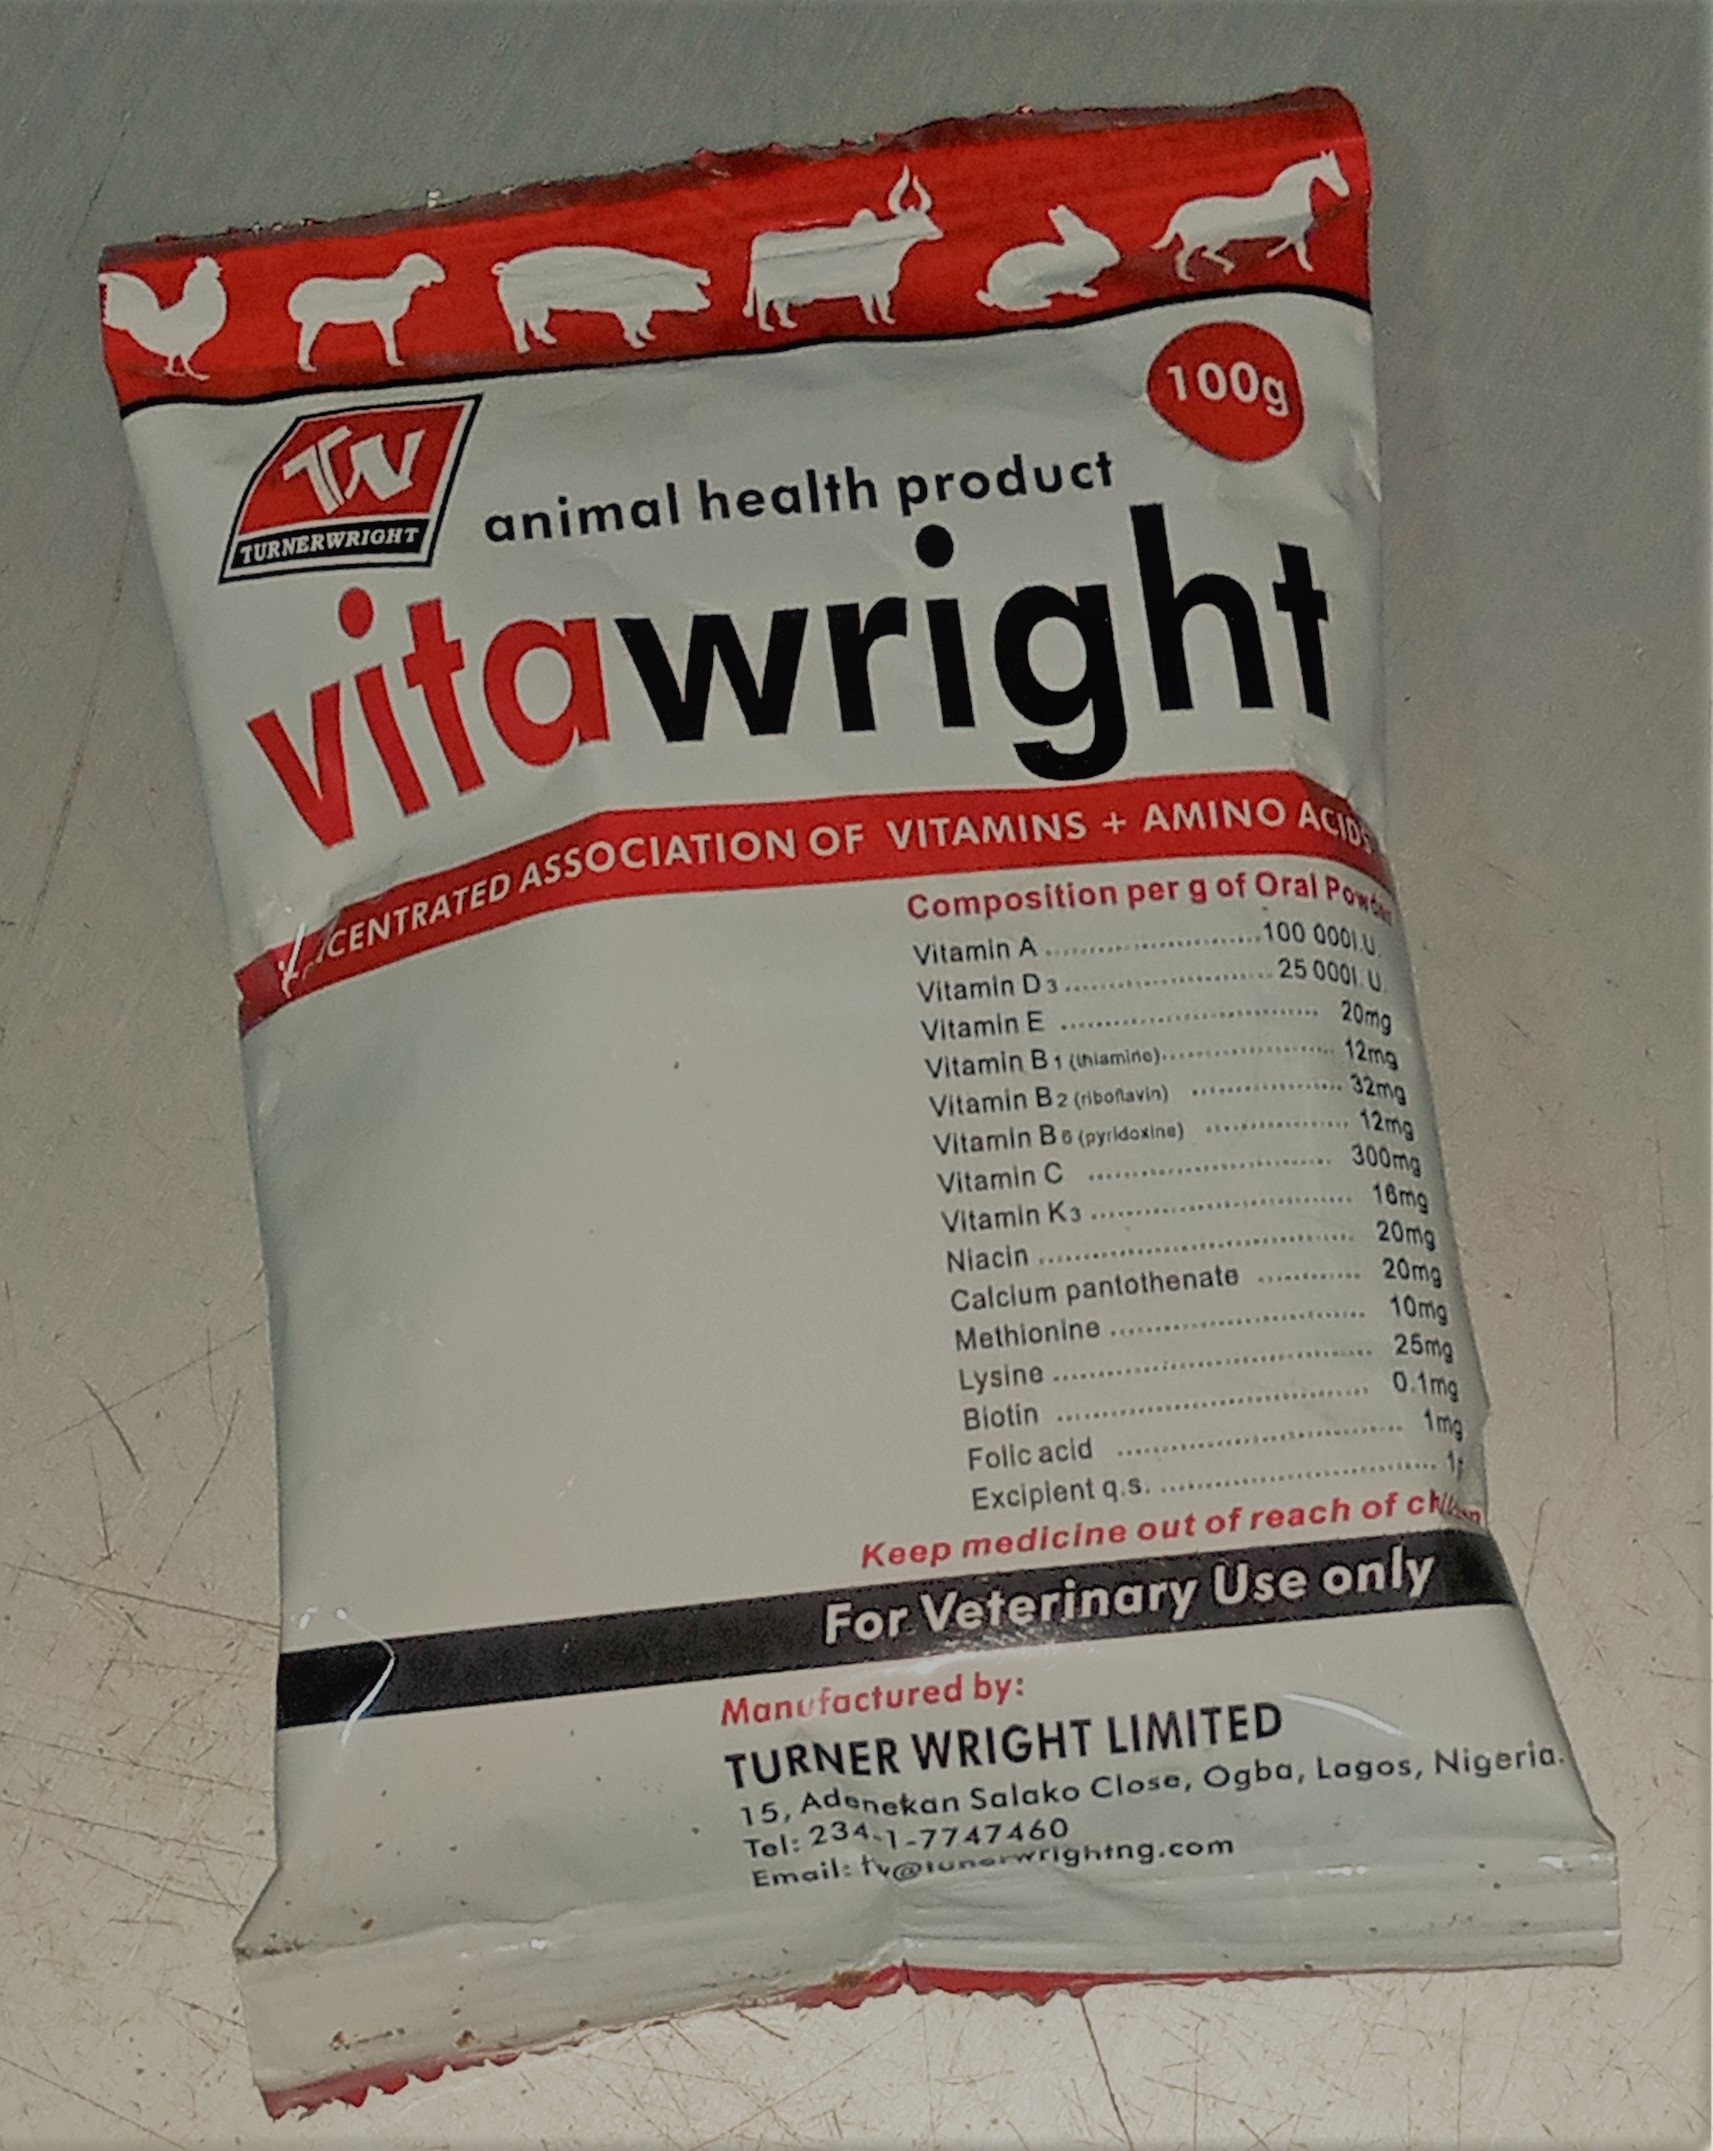 100g
TW
TURNERWRIGHT
animal health product
vitawright
CENTRATED ASSOCIATION OF VITAMINS + AMINO ACIDS
Composition per g of Oral Powder
Vitamin A ........................... 100 000I.U.
Vitamin D3 ........................... 25 000I.U.
Vitamin E ........................... 20mg
Vitamin B1 (thiamine) ........................... 12mg
Vitamin B2 (riboflavin) ........................... 32mg
Vitamin B6 (pyridoxine) ........................... 12mg
Vitamin C ........................... 300mg
Vitamin K3 ........................... 16mg
Niacin ........................... 20mg
Calcium pantothenate ............ 20mg
Methionine ........................... 10mg
Lysine ........................... 25mg
Biotin ........................... 0.1mg
Folic acid ........................... 1mg
Excipient q.s. ........................... 1g
Keep medicine out of reach of children
For Veterinary Use only
Manufactured by:
TURNER WRIGHT LIMITED
15, Adenekan Salako Close, Ogba, Lagos, Nigeria.
Tel: 234-1-7747460
Email: